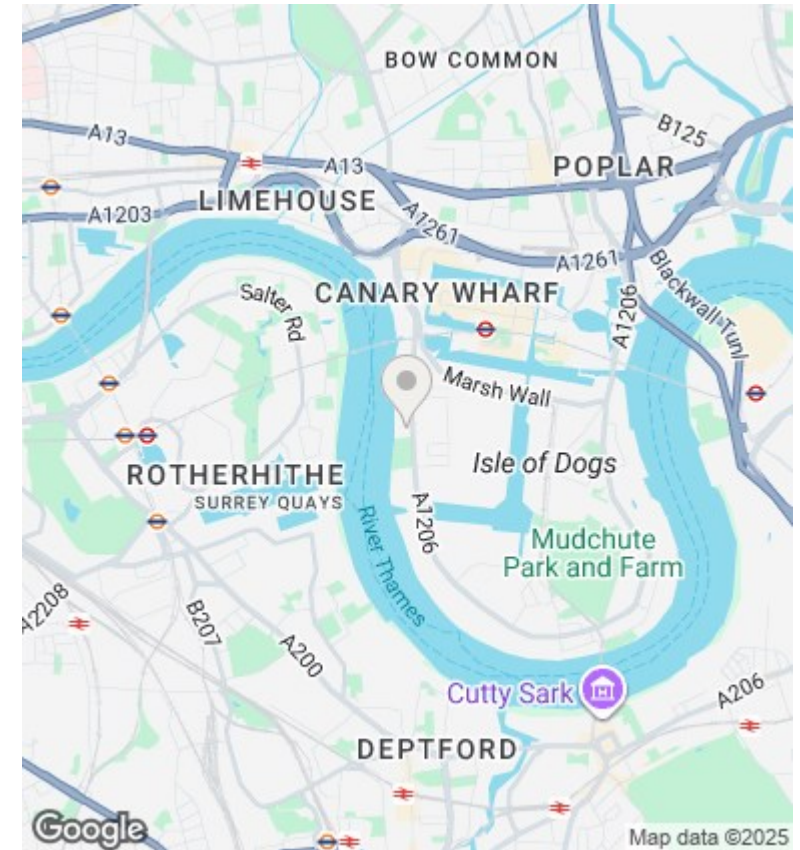 BOW COMMON
A13
B125
POPLAR
A13
LIMEHOUSE
A1203
A1261
A1261
Salter Rd
CANARY WHARF
Blackwall Tunl
A1206
Marsh Wall
Isle of Dogs
ROTHERHITHE
SURREY QUAYS
A1206
River Thames
Mudchute
Park and Farm
A2208
B207
A200
Cutty Sark
A206
DEPTFORD
Google
Map data ©2025